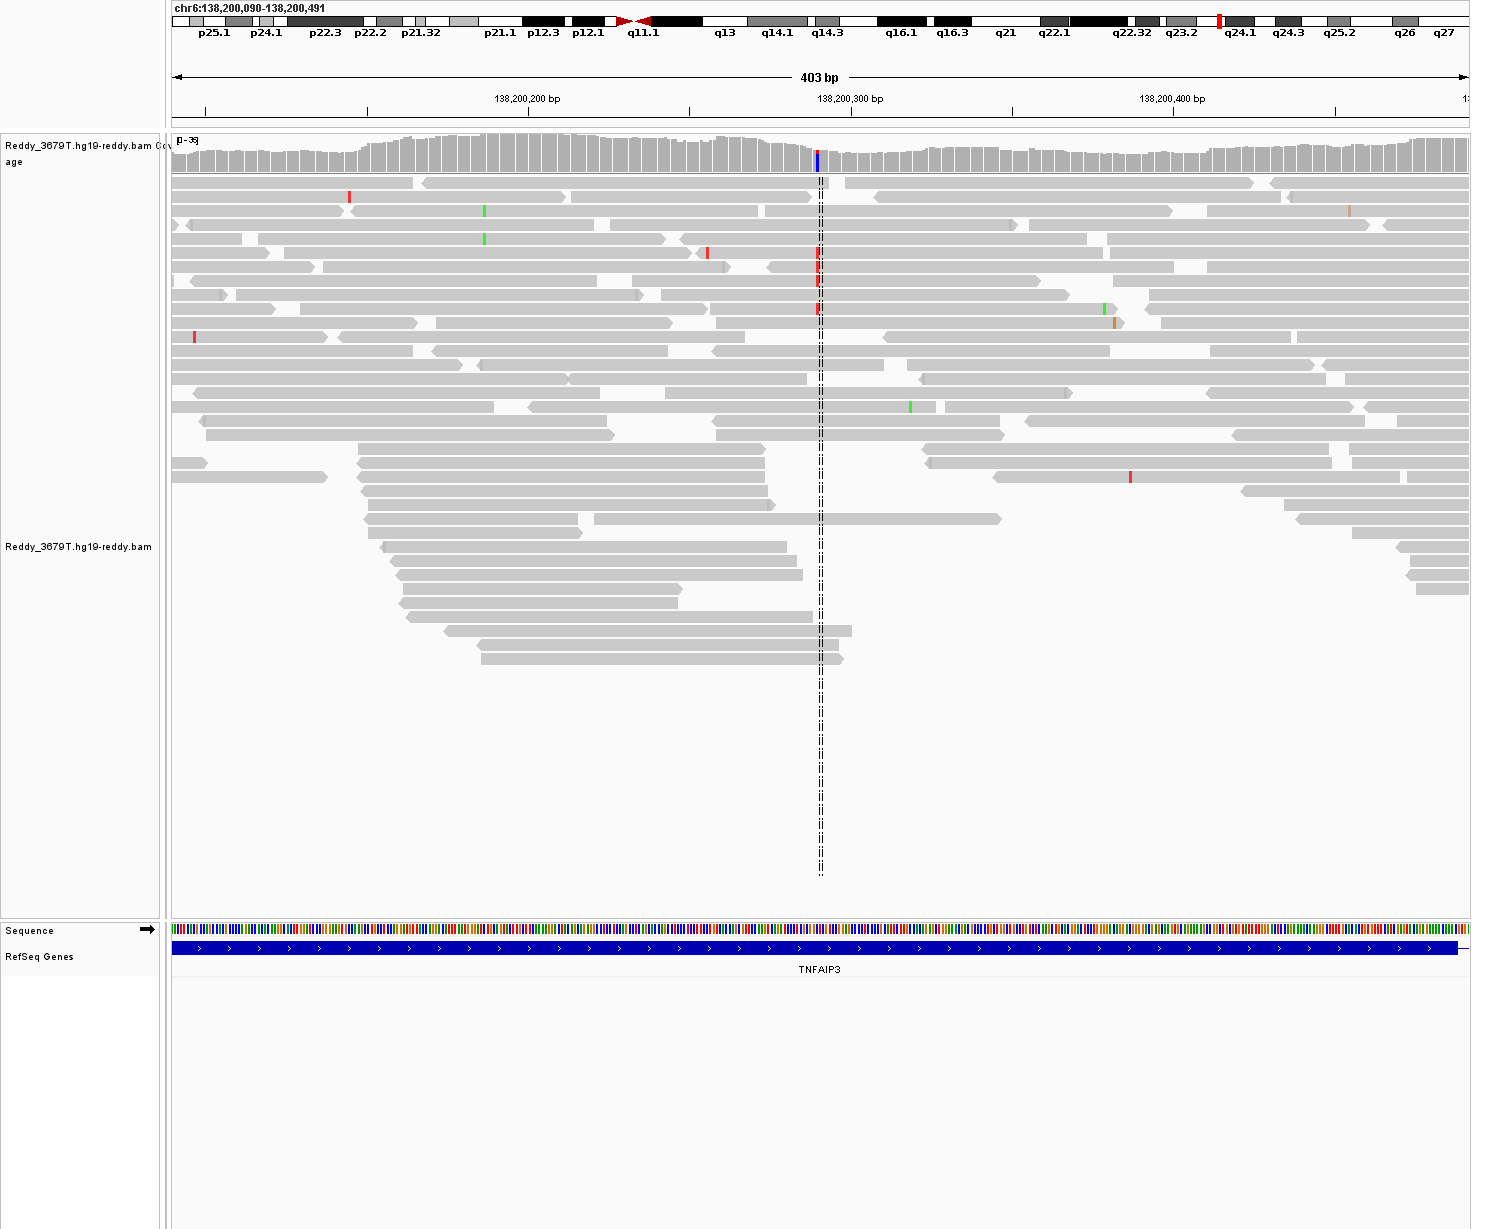 chr6:138,200,090-138,200,491
p25.1 p24.1 p22.3 p22.2 p21.32 p21.1 p12.3 p12.1 q11.1 q13 q14.1 q14.3 q16.1 q16.3 q21 q22.1 q22.32 q23.2 q24.1 q24.3 q25.2 q26 q27
403 bp
138,200,200 bp 138,200,300 bp 138,200,400 bp
Reddy_3679T.hg19-reddy.bam
age
Reddy_3679T.hg19-reddy.bam
Sequence
RefSeq Genes
TNFAIP3